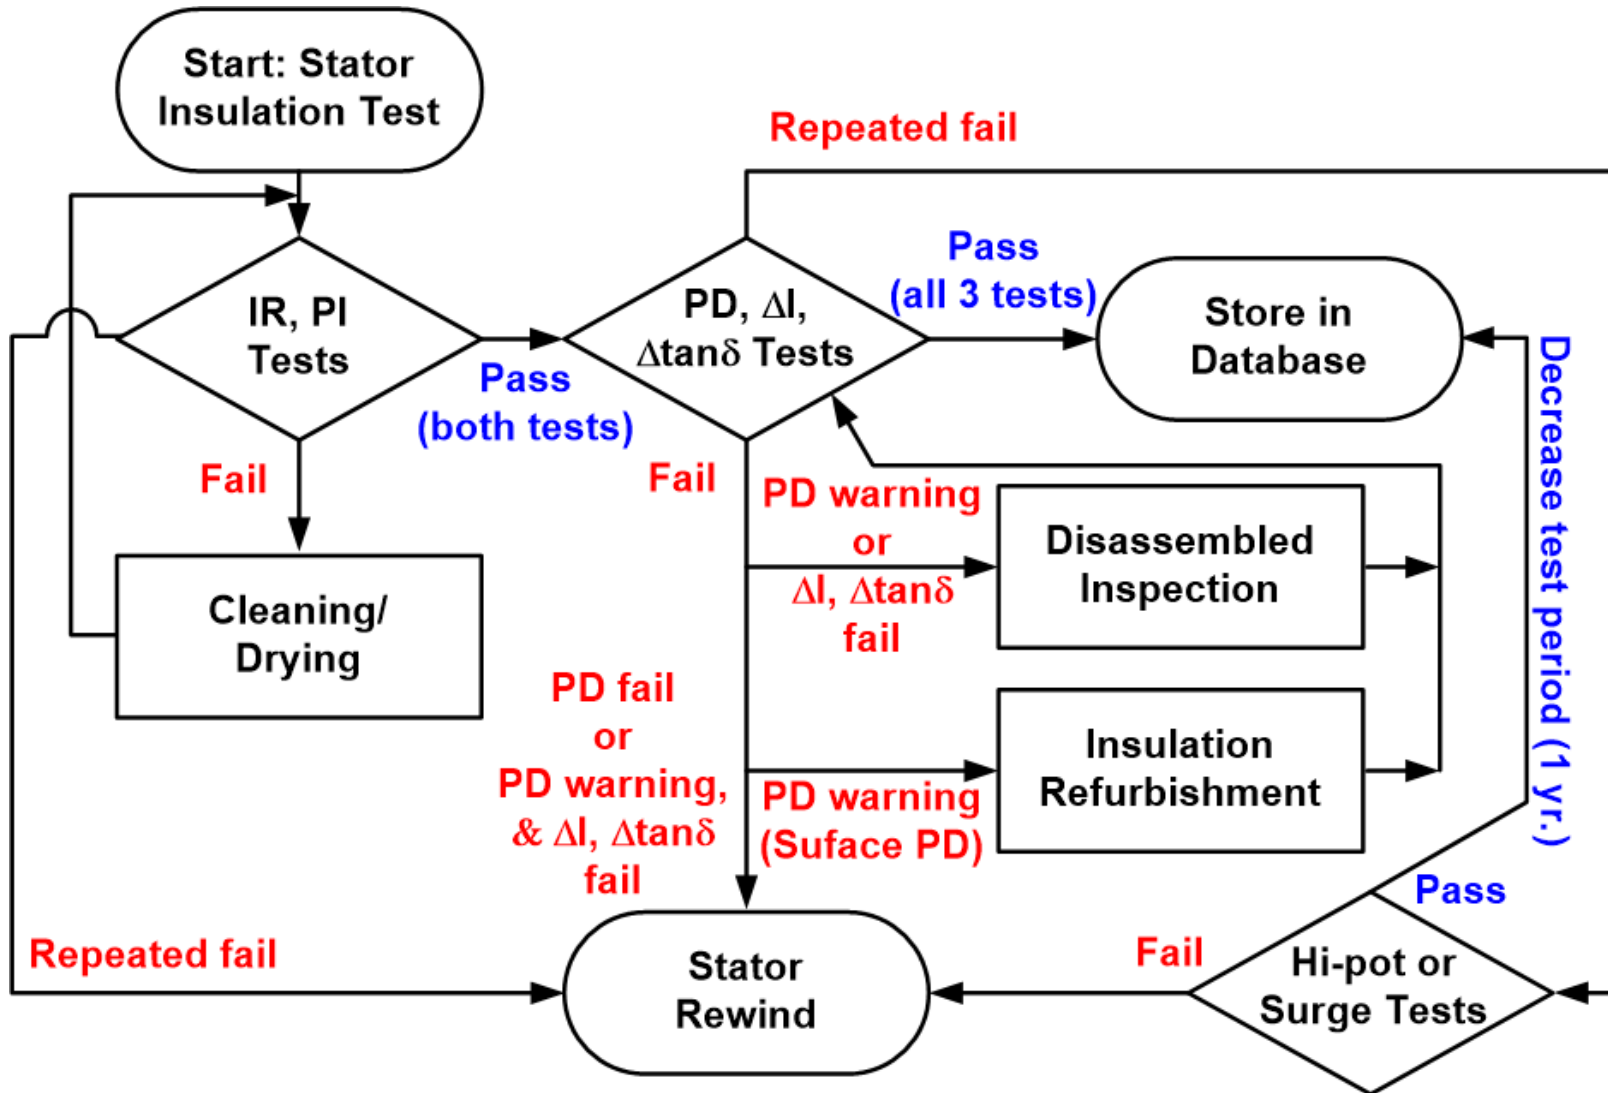 Start: Stator
Insulation Test
Repeated fail
IR, PI
Tests
Pass
(both tests)
PD, ΔI,
Δtanδ Tests
Pass
(all 3 tests)
Store in
Database
Decrease test period (1 yr.)
Fail
Cleaning/
Drying
Fail
PD warning
or
ΔI, Δtanδ
fail
Disassembled
Inspection
PD fail
or
PD warning,
& ΔI, Δtanδ
fail
PD warning
(Suface PD)
Insulation
Refurbishment
Repeated fail
Stator
Rewind
Fail
Pass
Hi-pot or
Surge Tests